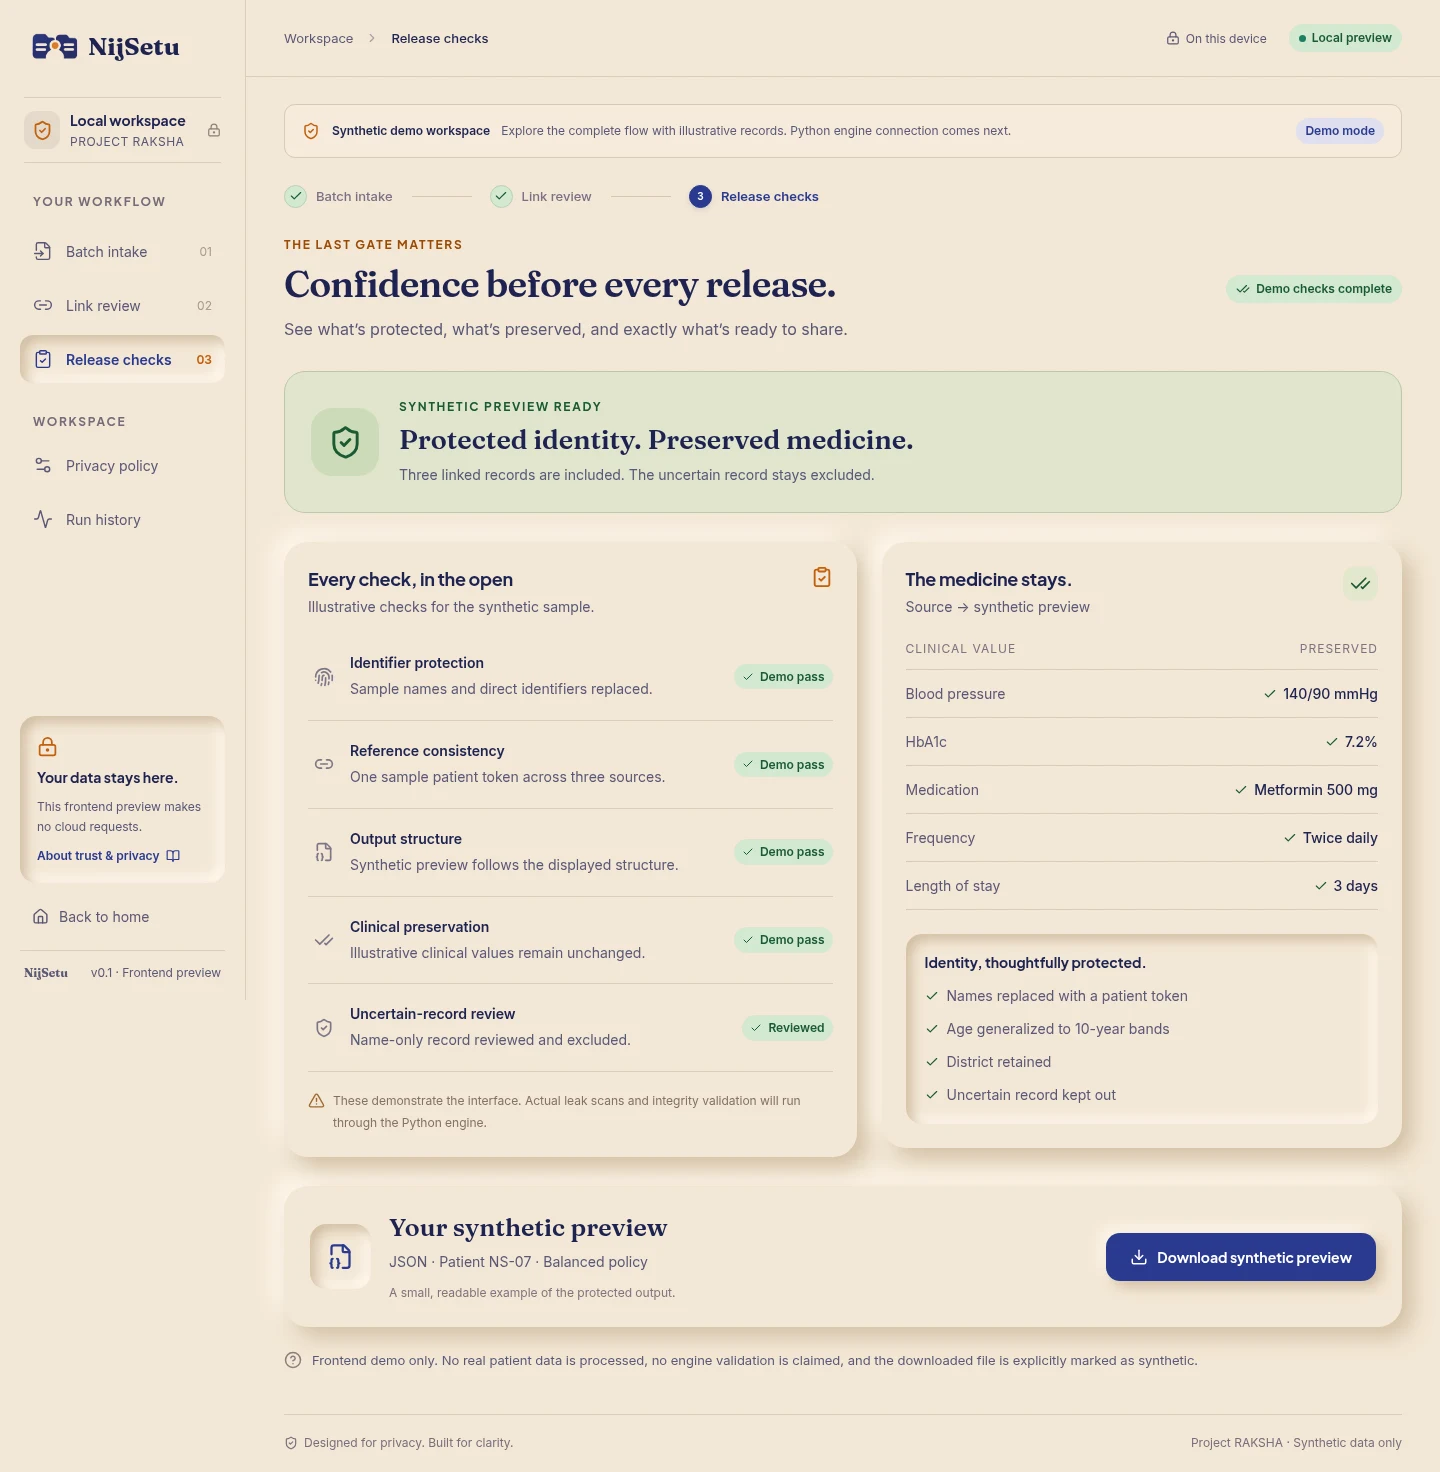 NijSetu
Local workspace
PROJECT RAKSHA
YOUR WORKFLOW
Batch intake 01
Link review 02
Release checks 03
WORKSPACE
Privacy policy
Run history
Your data stays here.
This frontend preview makes
no cloud requests.
About trust & privacy
Back to home
NijSetu v0.1 · Frontend preview
Workspace Release checks
On this device Local preview
Synthetic demo workspace Explore the complete flow with illustrative records. Python engine connection comes next. Demo mode
Batch intake Link review 3 Release checks
THE LAST GATE MATTERS
Confidence before every release.
Demo checks complete
See what’s protected, what’s preserved, and exactly what’s ready to share.
SYNTHETIC PREVIEW READY
Protected identity. Preserved medicine.
Three linked records are included. The uncertain record stays excluded.
Every check, in the open
Illustrative checks for the synthetic sample.
Identifier protection
Sample names and direct identifiers replaced.
Demo pass
Reference consistency
One sample patient token across three sources.
Demo pass
Output structure
Synthetic preview follows the displayed structure.
Demo pass
Clinical preservation
Illustrative clinical values remain unchanged.
Demo pass
Uncertain-record review
Name-only record reviewed and excluded.
Reviewed
These demonstrate the interface. Actual leak scans and integrity validation will run
through the Python engine.
The medicine stays.
Source → synthetic preview
CLINICAL VALUE PRESERVED
Blood pressure 140/90 mmHg
HbA1c 7.2%
Medication Metformin 500 mg
Frequency Twice daily
Length of stay 3 days
Identity, thoughtfully protected.
Names replaced with a patient token
Age generalized to 10-year bands
District retained
Uncertain record kept out
Your synthetic preview
JSON · Patient NS-07 · Balanced policy
A small, readable example of the protected output.
Download synthetic preview
Frontend demo only. No real patient data is processed, no engine validation is claimed, and the downloaded file is explicitly marked as synthetic.
Designed for privacy. Built for clarity. Project RAKSHA · Synthetic data only